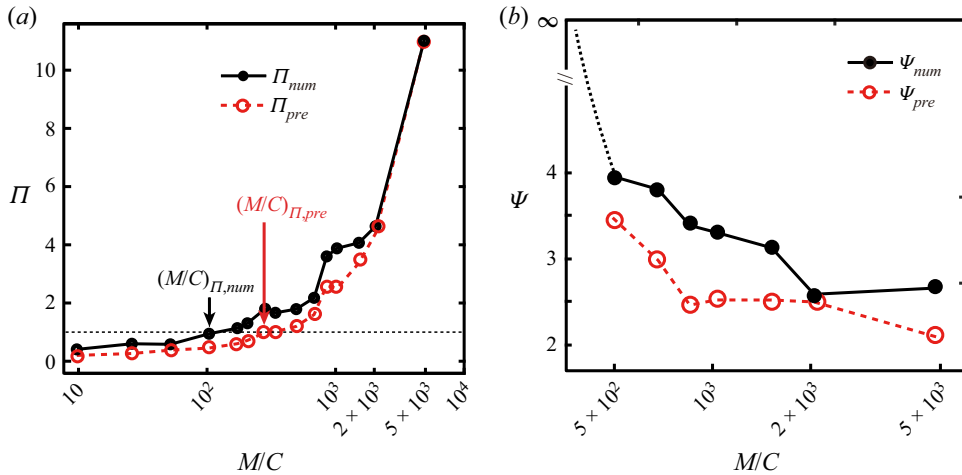 (a)
10
8
6
4
2
1
0
Π
Π_num
Π_pre
(M/C)_Π,pre
(M/C)_Π,num
10
10²
10³
2 × 10³
5 × 10³
10⁴
M/C
(b)
∞
4
3
2
Ψ
Ψ_num
Ψ_pre
5 × 10²
10³
2 × 10³
5 × 10³
M/C